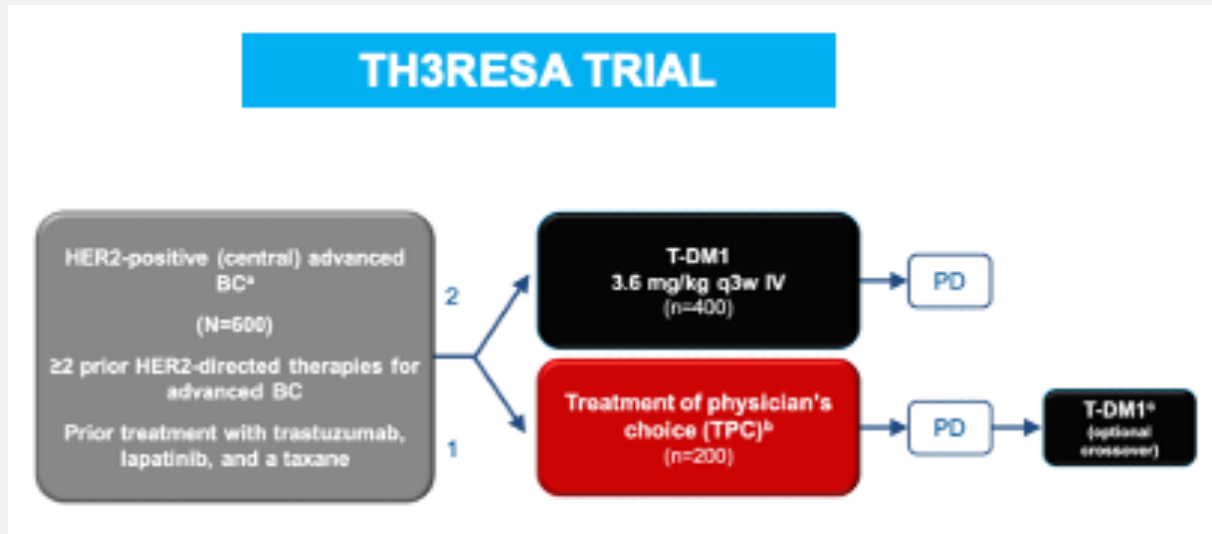 TH3RESA TRIAL
HER2-positive (central) advanced
BCᵃ
(N=600)
≥2 prior HER2-directed therapies for
advanced BC
Prior treatment with trastuzumab,
lapatinib, and a taxane
2
1
T-DM1
3.6 mg/kg q3w IV
(n=400)
PD
Treatment of physician's
choice (TPC)ᵇ
(n=200)
PD
T-DM1ᶜ
(optional
crossover)